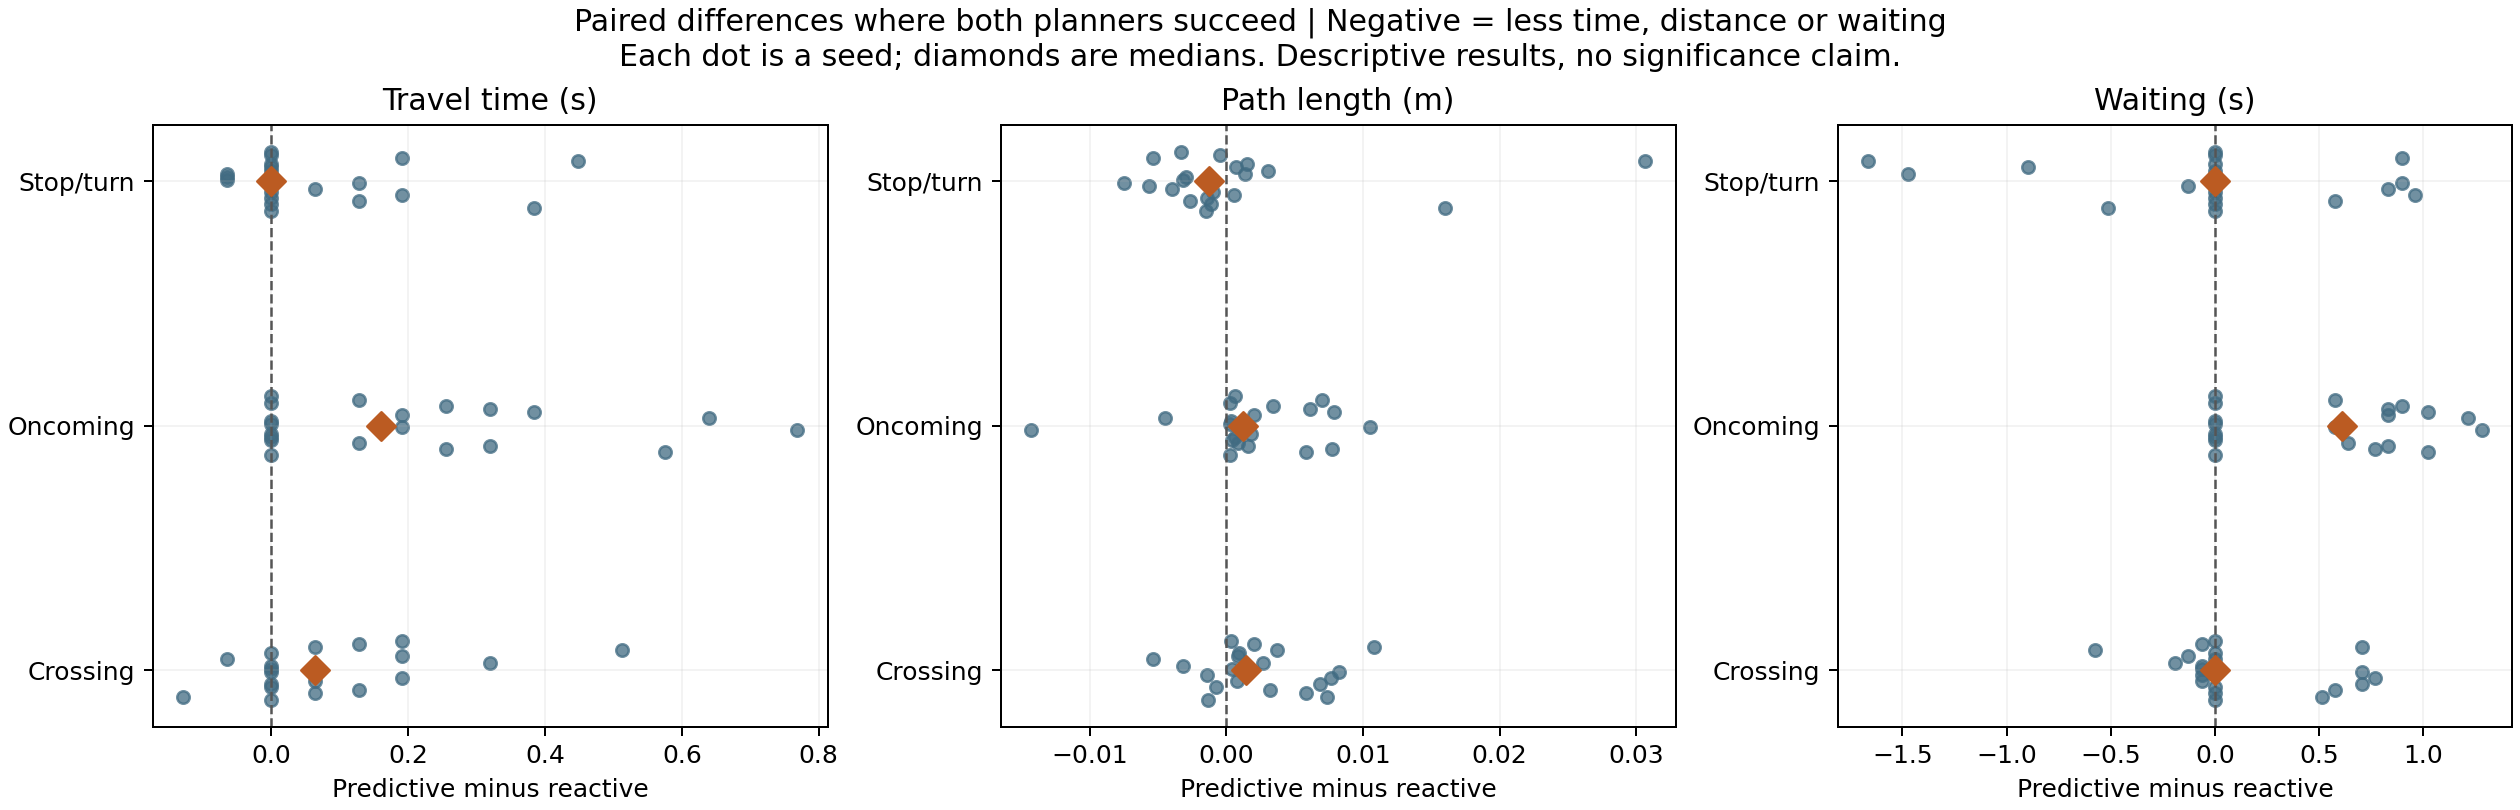 Paired differences where both planners succeed | Negative = less time, distance or waiting
Each dot is a seed; diamonds are medians. Descriptive results, no significance claim.
Travel time (s)
Stop/turn
Oncoming
Crossing
0.0 0.2 0.4 0.6 0.8
Predictive minus reactive
Path length (m)
Stop/turn
Oncoming
Crossing
−0.01 0.00 0.01 0.02 0.03
Predictive minus reactive
Waiting (s)
Stop/turn
Oncoming
Crossing
−1.5 −1.0 −0.5 0.0 0.5 1.0
Predictive minus reactive